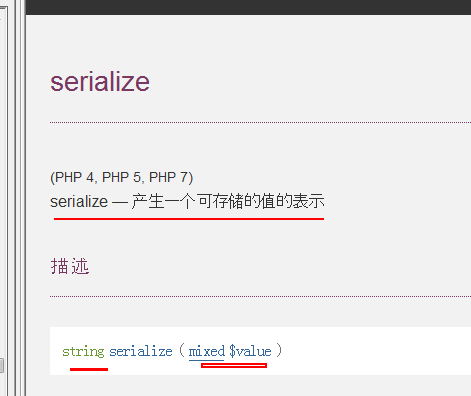 serialize
(PHP 4, PHP 5, PHP 7)
serialize — 产生一个可存储的值的表示
描述
string serialize ( mixed $value )